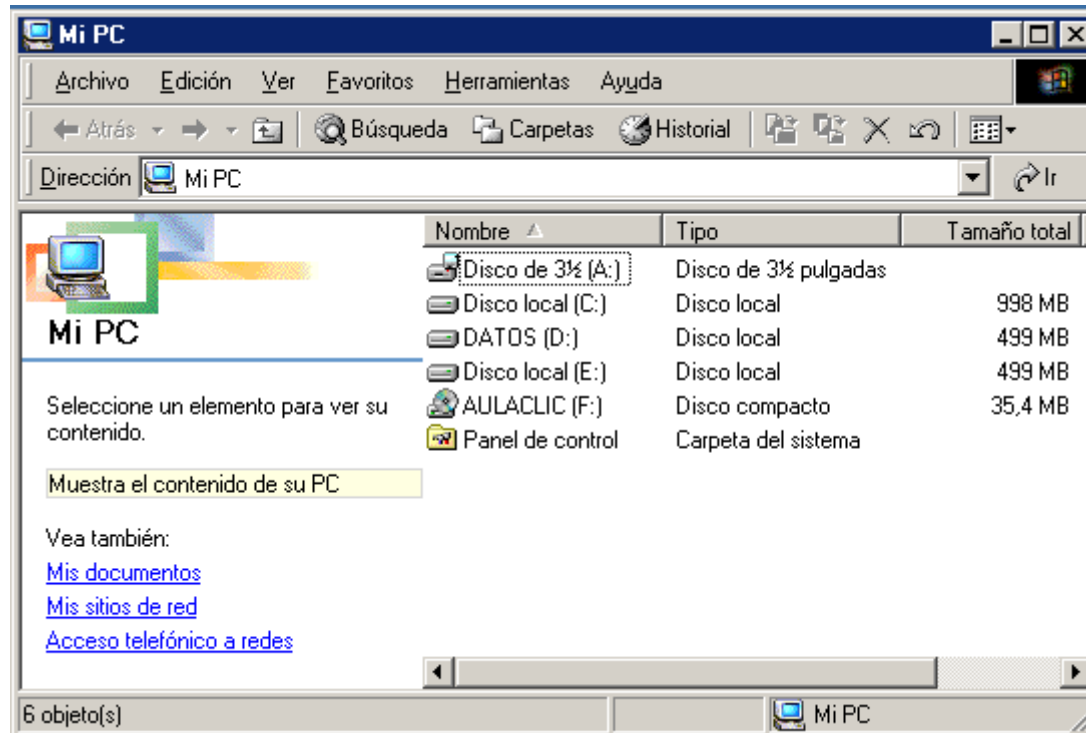 Mi PC
Archivo Edición Ver Favoritos Herramientas Ayuda
Atrás Búsqueda Carpetas Historial
Dirección Mi PC Ir
Mi PC
Seleccione un elemento para ver su
contenido.
Muestra el contenido de su PC
Vea también:
Mis documentos
Mis sitios de red
Acceso telefónico a redes
Nombre Tipo Tamaño total
Disco de 3½ (A:) Disco de 3½ pulgadas
Disco local (C:) Disco local 998 MB
DATOS (D:) Disco local 499 MB
Disco local (E:) Disco local 499 MB
AULACLIC (F:) Disco compacto 35,4 MB
Panel de control Carpeta del sistema
6 objeto(s) Mi PC